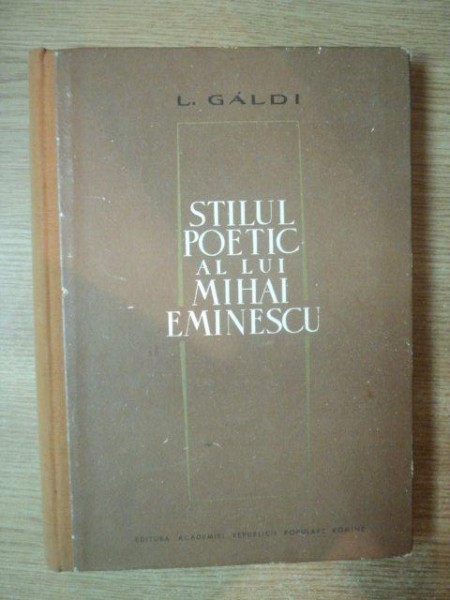 L. GÁLDI
STILUL
POETIC
AL LUI
MIHAI
EMINESCU
EDITURA ACADEMIEI REPUBLICII POPULARE ROMÎNE